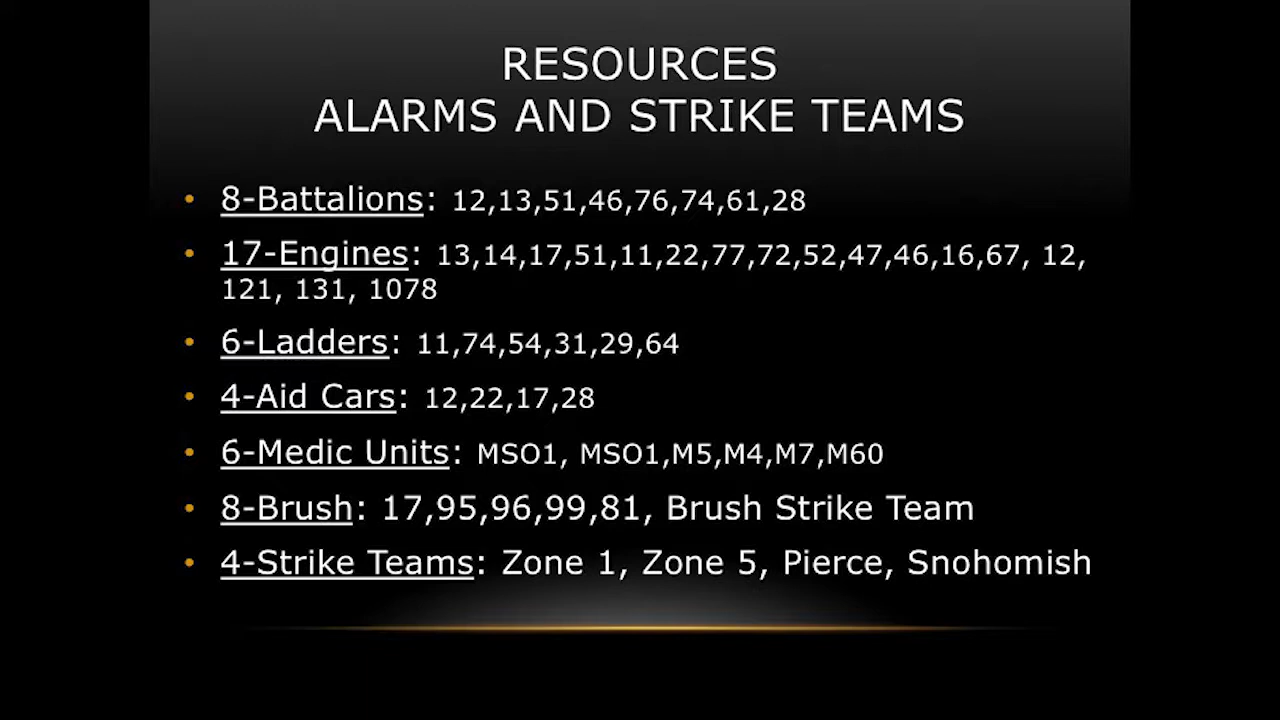 RESOURCES
ALARMS AND STRIKE TEAMS
• 8-Battalions: 12,13,51,46,76,74,61,28
• 17-Engines: 13,14,17,51,11,22,77,72,52,47,46,16,67, 12,
121, 131, 1078
• 6-Ladders: 11,74,54,31,29,64
• 4-Aid Cars: 12,22,17,28
• 6-Medic Units: MSO1, MSO1,M5,M4,M7,M60
• 8-Brush: 17,95,96,99,81, Brush Strike Team
• 4-Strike Teams: Zone 1, Zone 5, Pierce, Snohomish